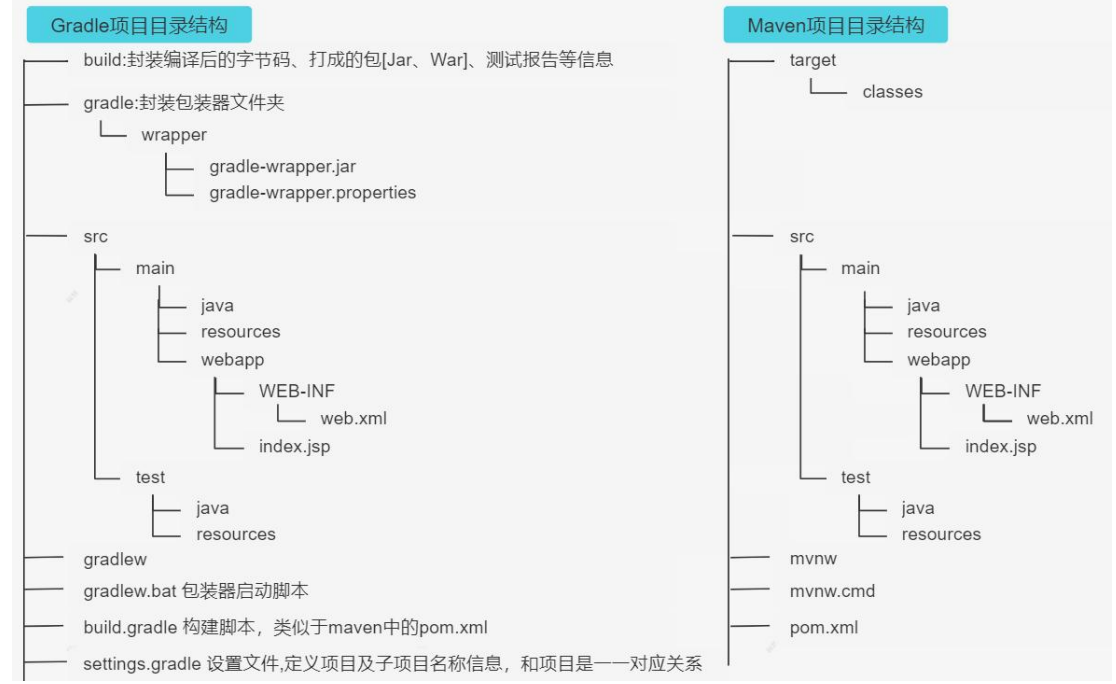 Gradle项目目录结构
build:封装编译后的字节码、打成的包[Jar、War]、测试报告等信息
gradle:封装包装器文件夹
wrapper
gradle-wrapper.jar
gradle-wrapper.properties
src
main
java
resources
webapp
WEB-INF
web.xml
index.jsp
test
java
resources
gradlew
gradlew.bat 包装器启动脚本
build.gradle 构建脚本，类似于maven中的pom.xml
settings.gradle 设置文件,定义项目及子项目名称信息，和项目是一一对应关系
Maven项目目录结构
target
classes
src
main
java
resources
webapp
WEB-INF
web.xml
index.jsp
test
java
resources
mvnw
mvnw.cmd
pom.xml